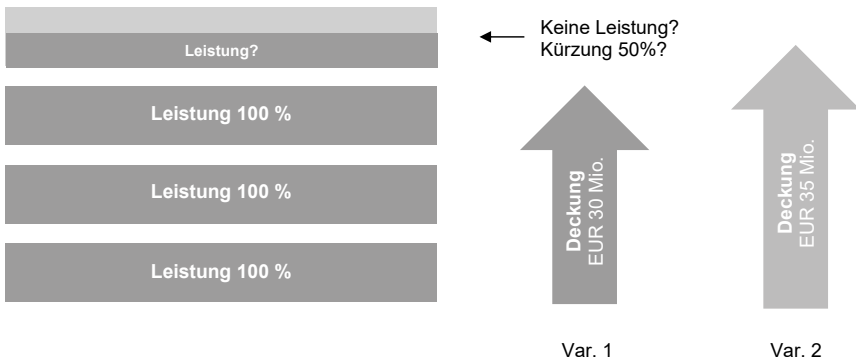 Leistung?
Keine Leistung?
Kürzung 50%?
Leistung 100 %
Leistung 100 %
Leistung 100 %
Deckung
EUR 30 Mio.
Deckung
EUR 35 Mio.
Var. 1
Var. 2